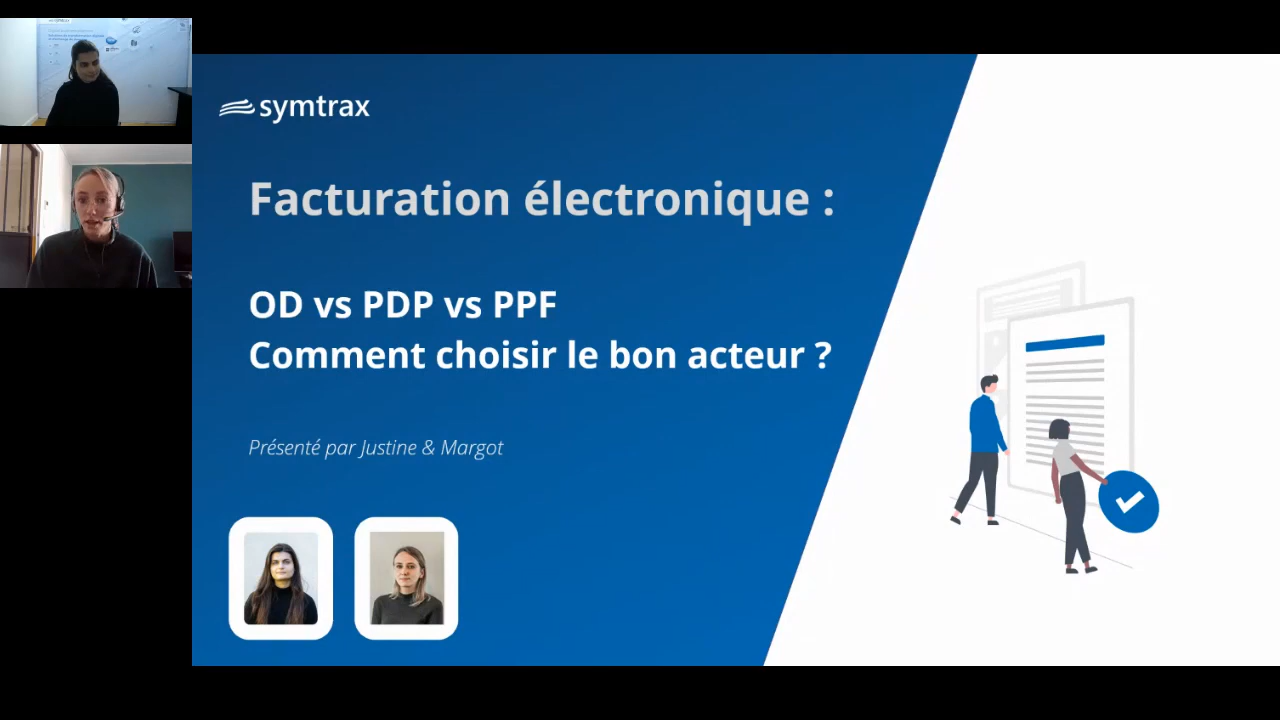 symtrax
Facturation électronique :
OD vs PDP vs PPF
Comment choisir le bon acteur ?
Présenté par Justine & Margot